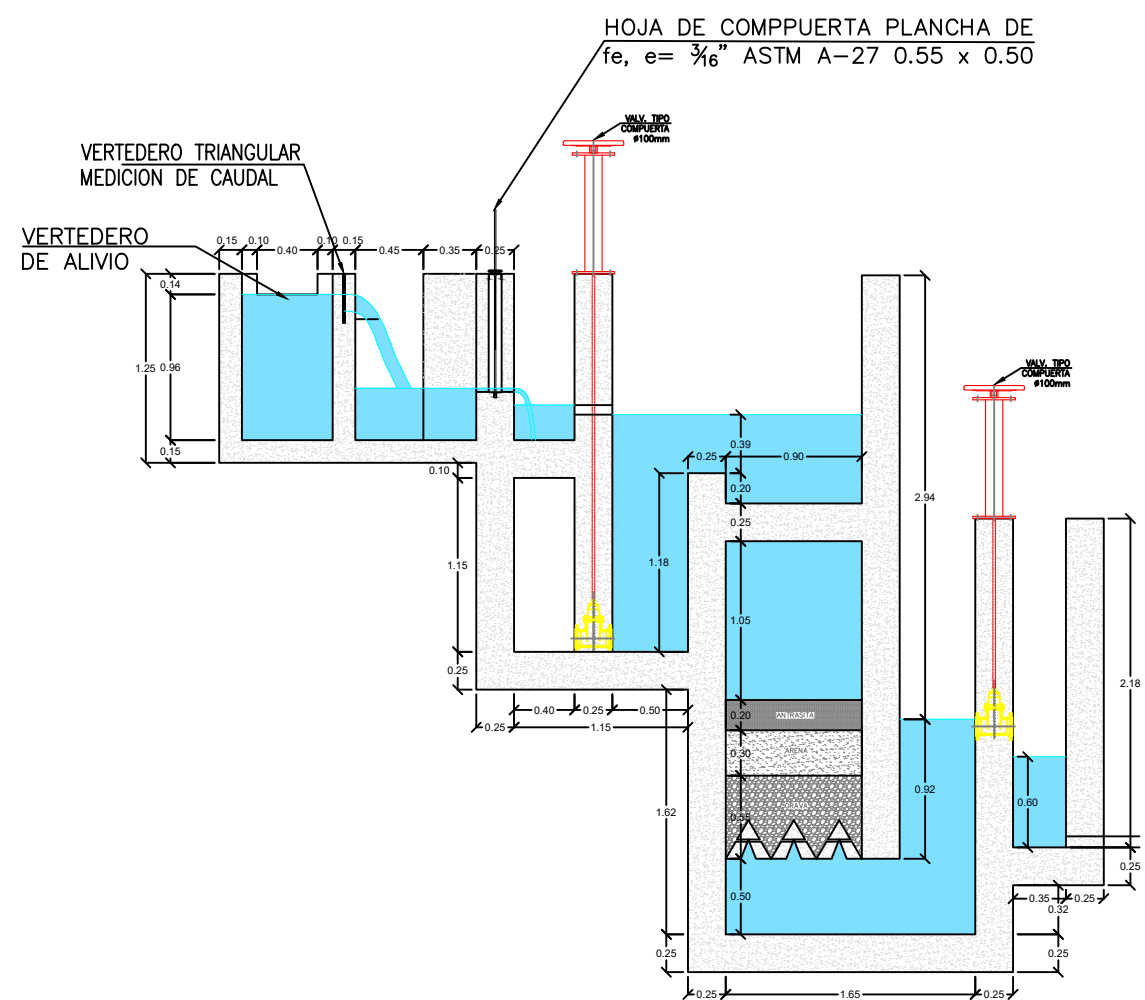 HOJA DE COMPPUERTA PLANCHA DE
fe, e= 3/16" ASTM A-27 0.55 x 0.50
VALV. TIPO
COMPUERTA
ø100mm
VERTEDERO TRIANGULAR
MEDICION DE CAUDAL
VERTEDERO
DE ALIVIO
0.15 0.10 0.40 0.10 0.15 0.45 0.35 0.25
0.14
1.25 0.96
0.15
0.10
VALV. TIPO
COMPUERTA
ø100mm
0.39
0.25 0.90
0.20
0.25
2.94
1.15
1.18
1.05
0.25
0.40 0.25 0.50
0.25 1.15
2.18
0.20 ANTRASITA
0.30 ARENA
GRAVA
0.55
0.92
0.60
1.62
0.50
0.25
0.35 0.25
0.32
0.25
0.25
0.25 1.65 0.25